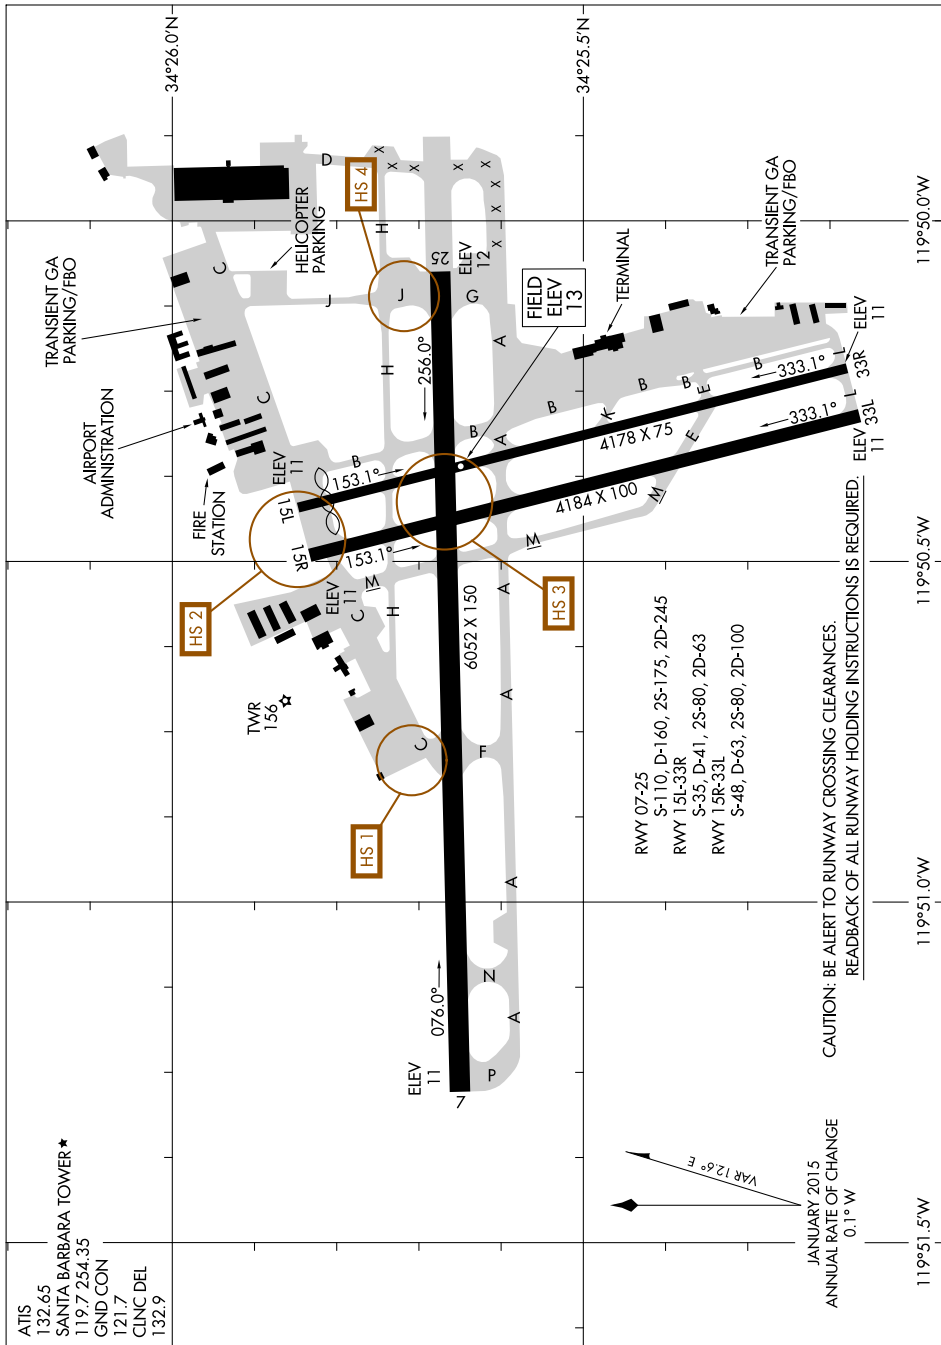 ATIS
132.65
SANTA BARBARA TOWER★
119.7 254.35
GND CON
121.7
CLNC DEL
132.9
34°26.0'N
34°25.5'N
TRANSIENT GA
PARKING/FBO
AIRPORT
ADMINISTRATION
FIRE
STATION
HELICOPTER
PARKING
D
HS 4
C
C
J
J
H
H
H
X
X
X
X
X
X
X
X
25
ELEV
12
G
256.0°
FIELD
ELEV
13
TERMINAL
TRANSIENT GA
PARKING/FBO
119°50.0'W
ELEV
11
15L
15R
153.1°
153.1°
B
B
B
B
B
B
A
A
K
E
E
L
L
4178 X 75
4184 X 100
333.1°
333.1°
ELEV
11
33R
ELEV
11
33L
HS 2
HS 3
M
M
M
ELEV
11
C
119°50.5'W
TWR
156
6052 X 150
A
A
A
A
F
C
HS 1
N
P
076.0°
ELEV
11
7
RWY 07-25
S-110, D-160, 2S-175, 2D-245
RWY 15L-33R
S-35, D-41, 2S-80, 2D-63
RWY 15R-33L
S-48, D-63, 2S-80, 2D-100
CAUTION: BE ALERT TO RUNWAY CROSSING CLEARANCES.
READBACK OF ALL RUNWAY HOLDING INSTRUCTIONS IS REQUIRED.
119°51.0'W
VAR 12.6° E
JANUARY 2015
ANNUAL RATE OF CHANGE
0.1° W
119°51.5'W